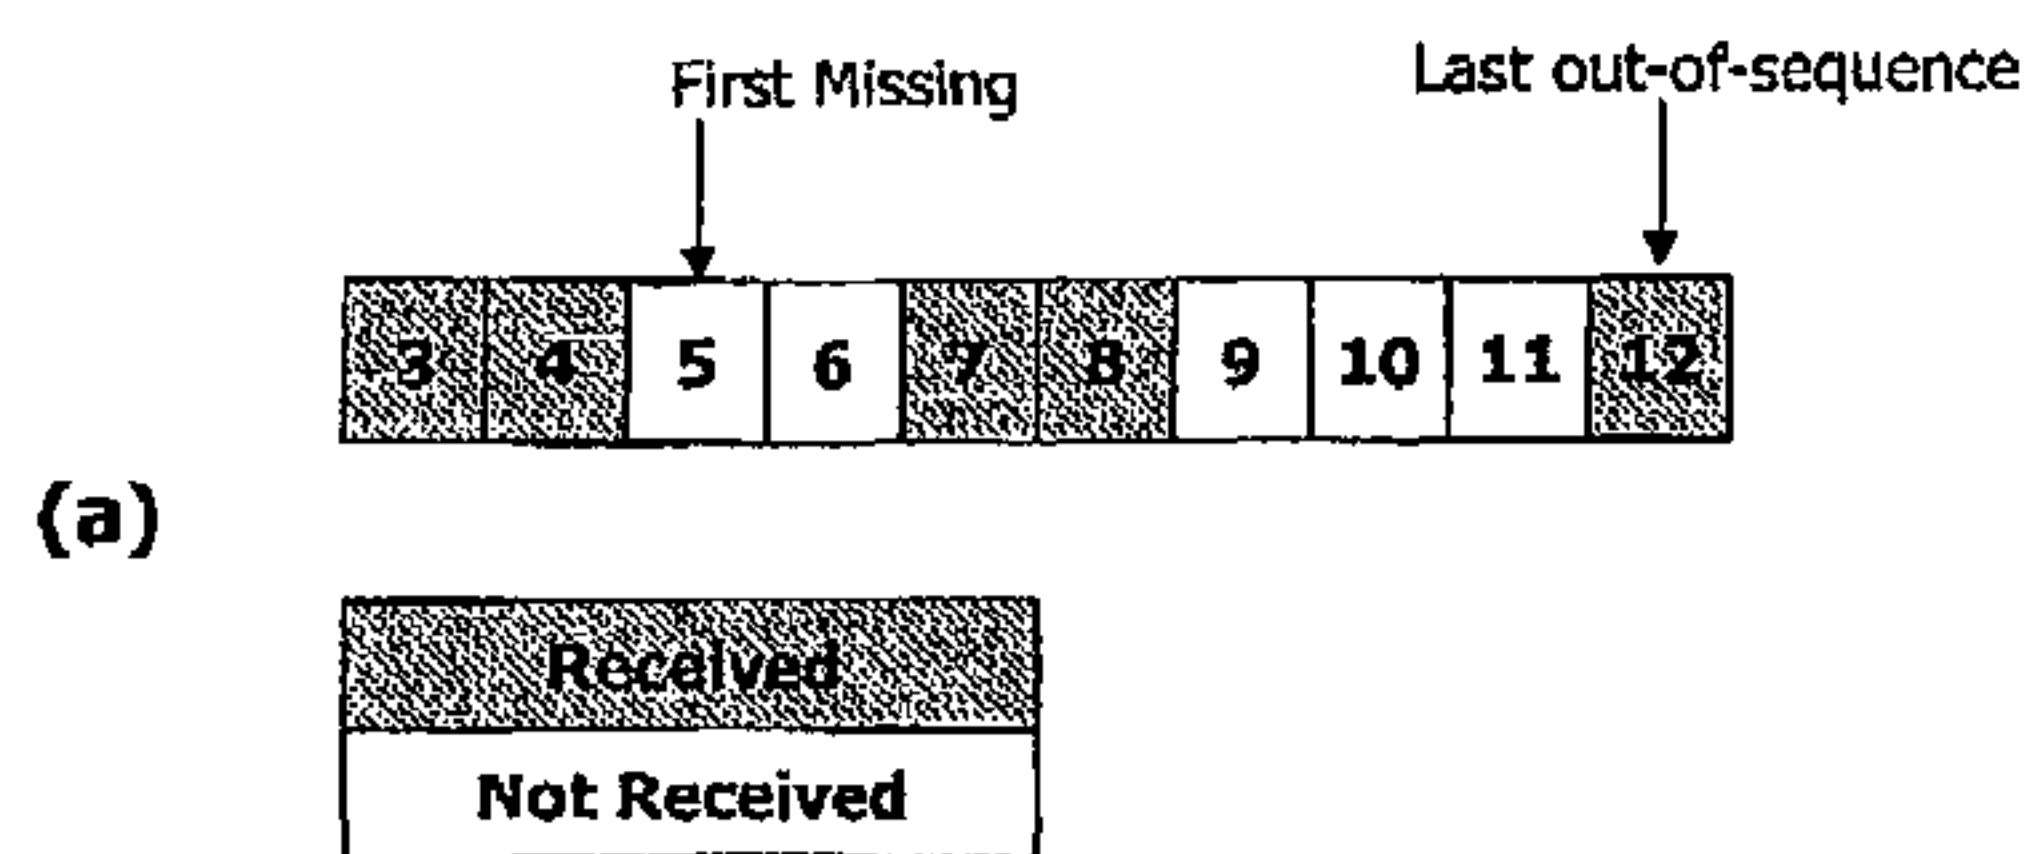 First Missing
Last out-of-sequence
3 4 5 6 7 8 9 10 11 12
(a)
Received
Not Received